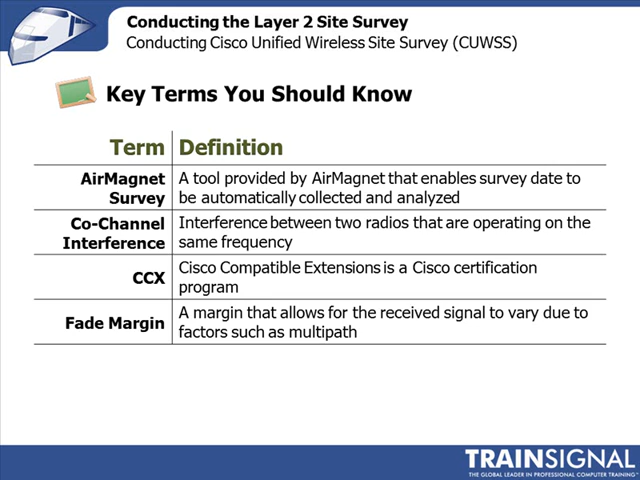 Conducting the Layer 2 Site Survey
Conducting Cisco Unified Wireless Site Survey (CUWSS)
Key Terms You Should Know
Term Definition
AirMagnet Survey
A tool provided by AirMagnet that enables survey date to
be automatically collected and analyzed
Co-Channel Interference
Interference between two radios that are operating on the
same frequency
CCX
Cisco Compatible Extensions is a Cisco certification
program
Fade Margin
A margin that allows for the received signal to vary due to
factors such as multipath
TRAINSIGNAL
THE GLOBAL LEADER IN PROFESSIONAL COMPUTER TRAINING™